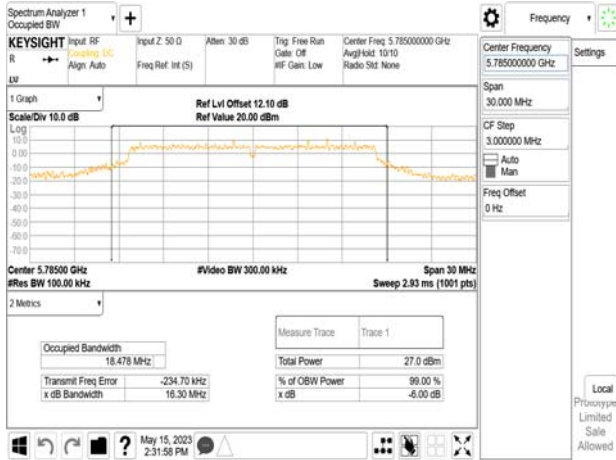 Spectrum Analyzer 1
Occupied BW
+
Frequency
KEYSIGHT
R
Input: RF
Coupling: DC
Align: Auto
Input Z: 50 Ω
Freq Ref: Int (S)
Atten: 30 dB
Trig: Free Run
Gate: Off
#IF Gain: Low
Center Freq: 5.785000000 GHz
Avg|Hold: 10/10
Radio Std: None
Center Frequency
5.785000000 GHz
Settings
Span
30.000 MHz
CF Step
3.000000 MHz
Auto
Man
Freq Offset
0 Hz
1 Graph
Scale/Div 10.0 dB
Ref Lvl Offset 12.10 dB
Ref Value 20.00 dBm
Log
10.0
0.00
-10.0
-20.0
-30.0
-40.0
-50.0
-60.0
-70.0
Center 5.78500 GHz
#Res BW 100.00 kHz
#Video BW 300.00 kHz
Span 30 MHz
Sweep 2.93 ms (1001 pts)
2 Metrics
Measure Trace
Trace 1
Occupied Bandwidth
18.478 MHz
Total Power
27.0 dBm
Transmit Freq Error
-234.70 kHz
% of OBW Power
99.00 %
x dB Bandwidth
16.30 MHz
x dB
-6.00 dB
Local
Prototype
Limited
Sale
Allowed
?
May 15, 2023
2:31:58 PM